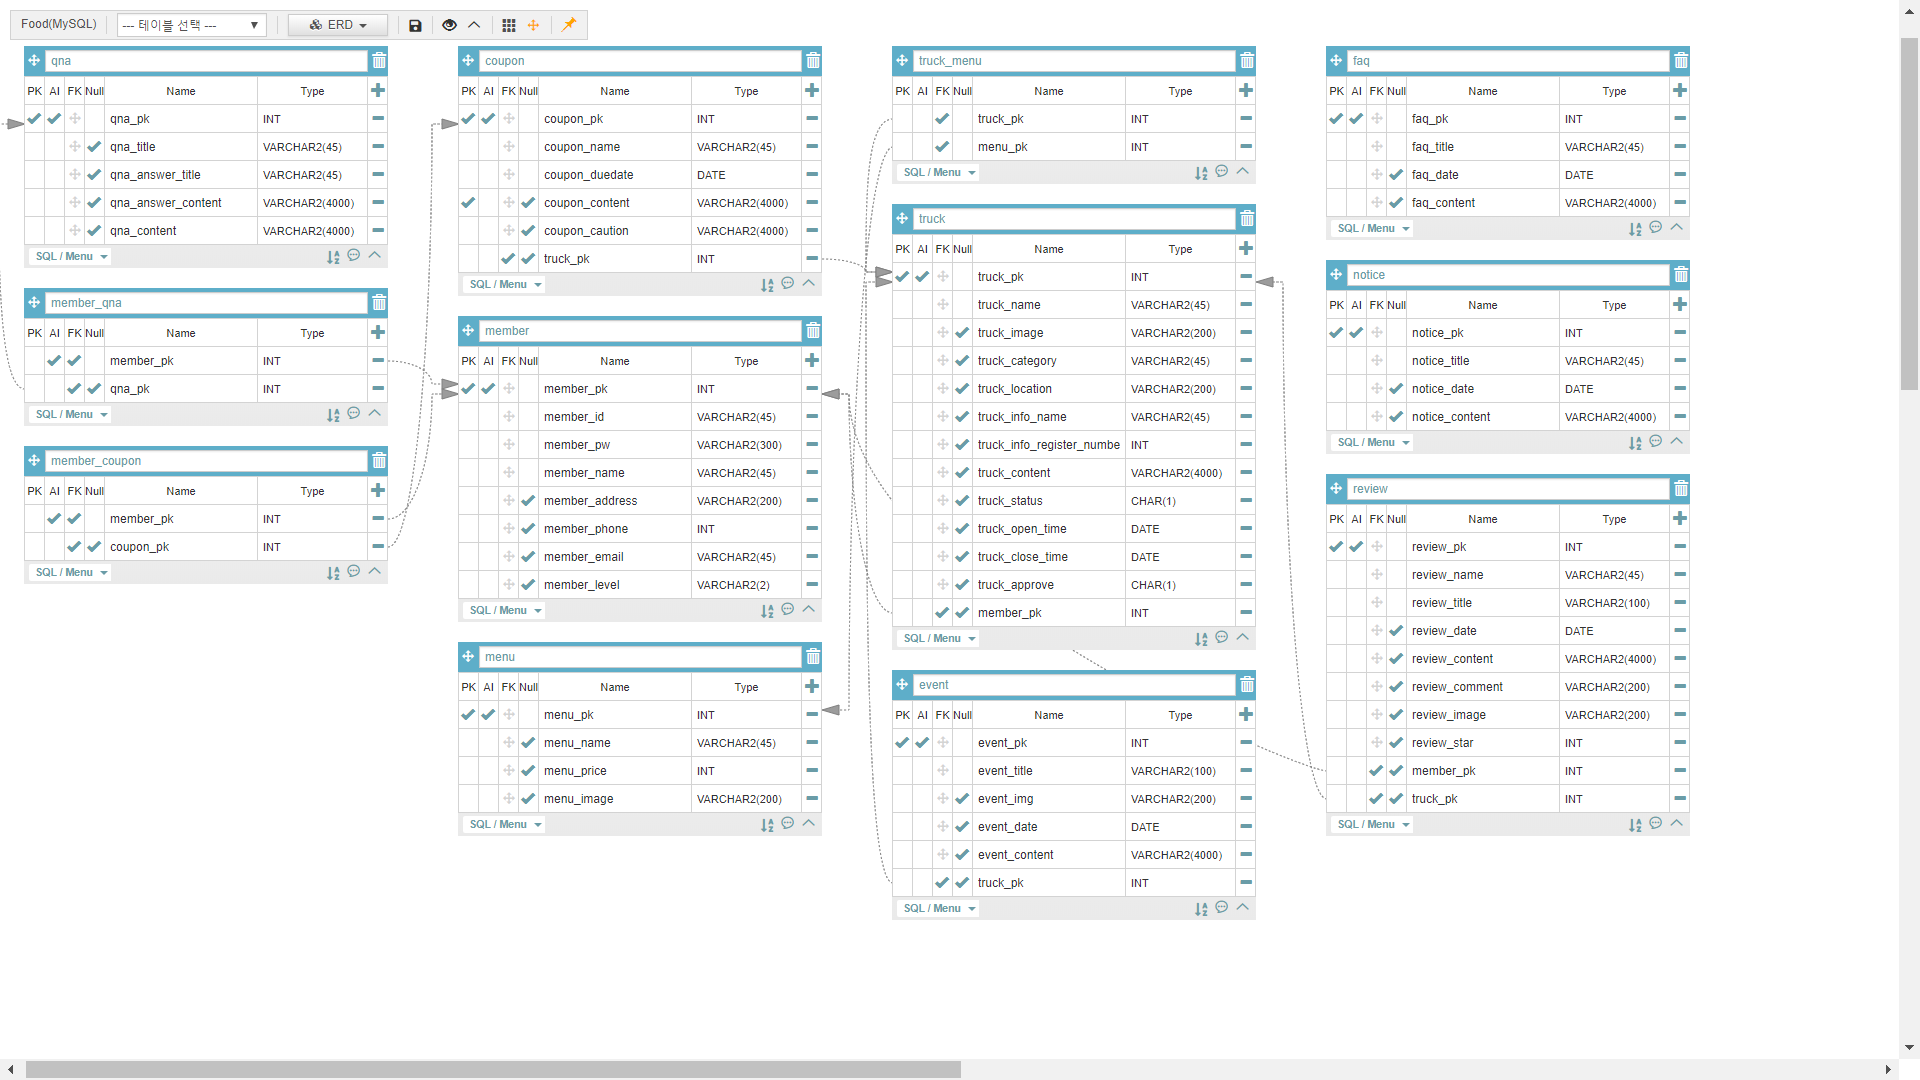 Food(MySQL) --- 테이블 선택 --- ERD
qna
PK AI FK Null Name Type
qna_pk INT
qna_title VARCHAR2(45)
qna_answer_title VARCHAR2(45)
qna_answer_content VARCHAR2(4000)
qna_content VARCHAR2(4000)
SQL / Menu
member_qna
PK AI FK Null Name Type
member_pk INT
qna_pk INT
SQL / Menu
member_coupon
PK AI FK Null Name Type
member_pk INT
coupon_pk INT
SQL / Menu
coupon
PK AI FK Null Name Type
coupon_pk INT
coupon_name VARCHAR2(45)
coupon_duedate DATE
coupon_content VARCHAR2(4000)
coupon_caution VARCHAR2(4000)
truck_pk INT
SQL / Menu
member
PK AI FK Null Name Type
member_pk INT
member_id VARCHAR2(45)
member_pw VARCHAR2(300)
member_name VARCHAR2(45)
member_address VARCHAR2(200)
member_phone INT
member_email VARCHAR2(45)
member_level VARCHAR2(2)
SQL / Menu
menu
PK AI FK Null Name Type
menu_pk INT
menu_name VARCHAR2(45)
menu_price INT
menu_image VARCHAR2(200)
SQL / Menu
truck_menu
PK AI FK Null Name Type
truck_pk INT
menu_pk INT
SQL / Menu
truck
PK AI FK Null Name Type
truck_pk INT
truck_name VARCHAR2(45)
truck_image VARCHAR2(200)
truck_category VARCHAR2(45)
truck_location VARCHAR2(200)
truck_info_name VARCHAR2(45)
truck_info_register_numbe INT
truck_content VARCHAR2(4000)
truck_status CHAR(1)
truck_open_time DATE
truck_close_time DATE
truck_approve CHAR(1)
member_pk INT
SQL / Menu
event
PK AI FK Null Name Type
event_pk INT
event_title VARCHAR2(100)
event_img VARCHAR2(200)
event_date DATE
event_content VARCHAR2(4000)
truck_pk INT
SQL / Menu
faq
PK AI FK Null Name Type
faq_pk INT
faq_title VARCHAR2(45)
faq_date DATE
faq_content VARCHAR2(4000)
SQL / Menu
notice
PK AI FK Null Name Type
notice_pk INT
notice_title VARCHAR2(45)
notice_date DATE
notice_content VARCHAR2(4000)
SQL / Menu
review
PK AI FK Null Name Type
review_pk INT
review_name VARCHAR2(45)
review_title VARCHAR2(100)
review_date DATE
review_content VARCHAR2(4000)
review_comment VARCHAR2(200)
review_image VARCHAR2(200)
review_star INT
member_pk INT
truck_pk INT
SQL / Menu